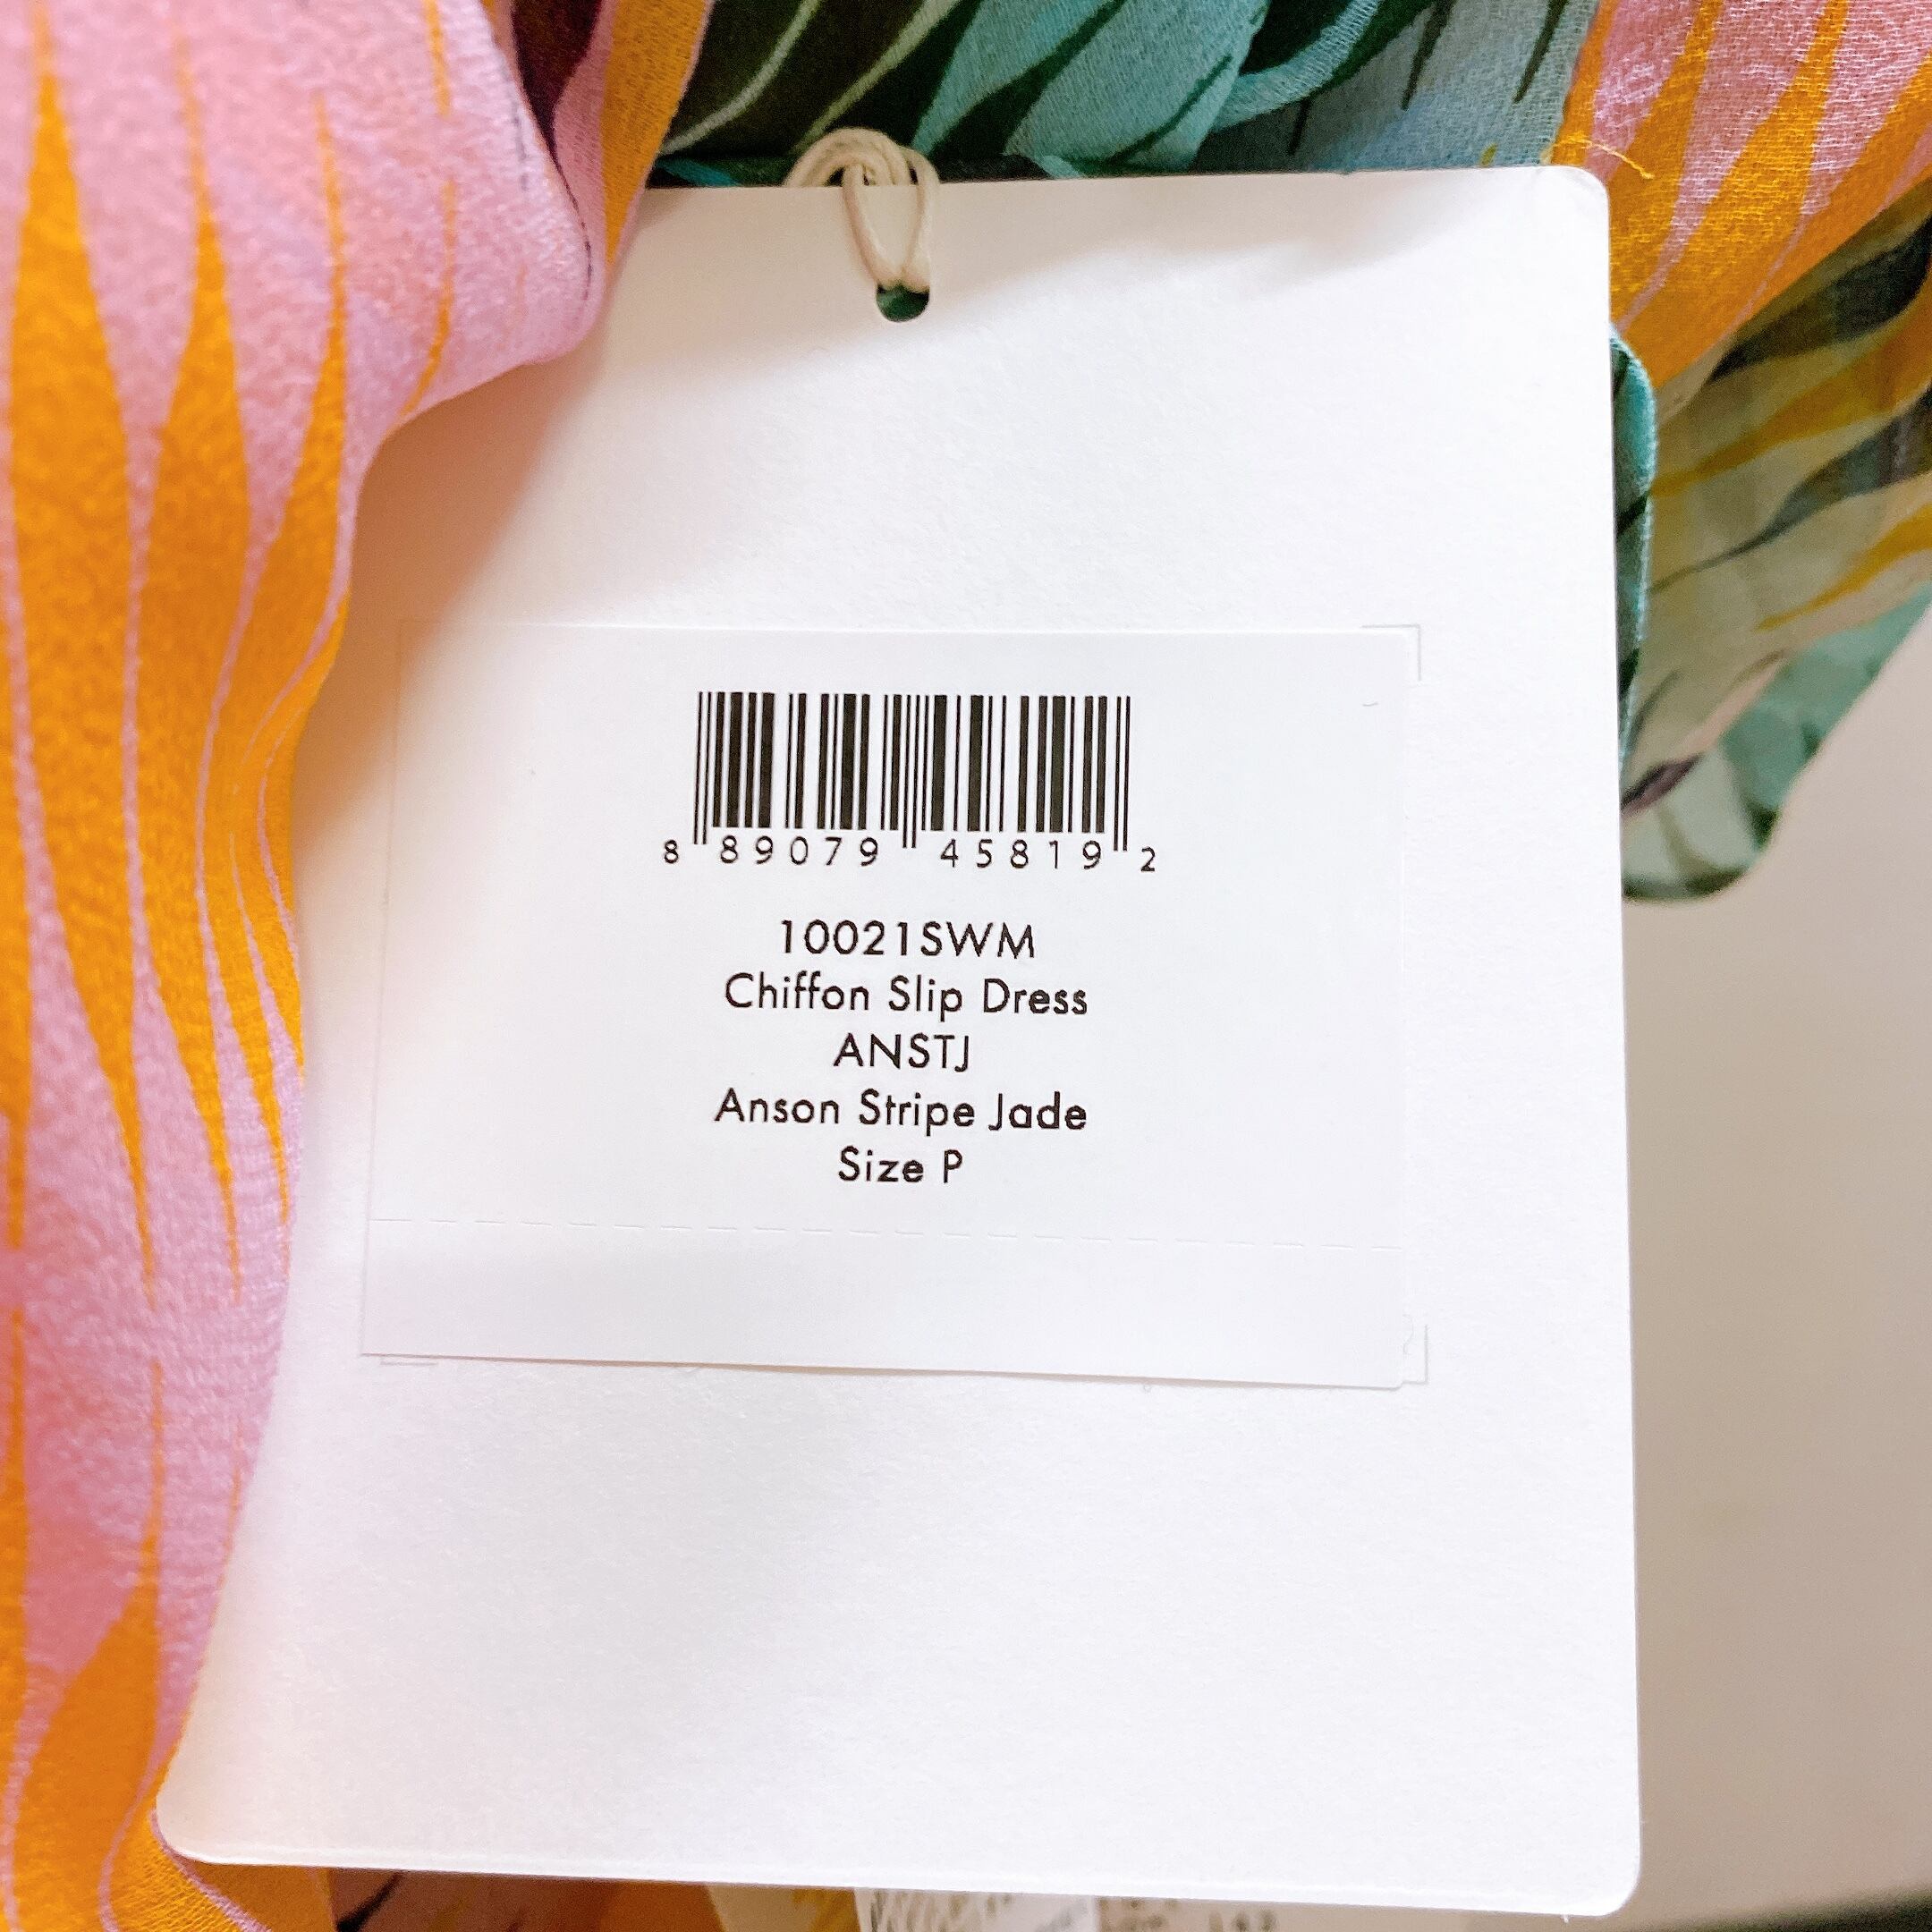 8 89079 45819 2
10021SWM
Chiffon Slip Dress
ANSTJ
Anson Stripe Jade
Size P